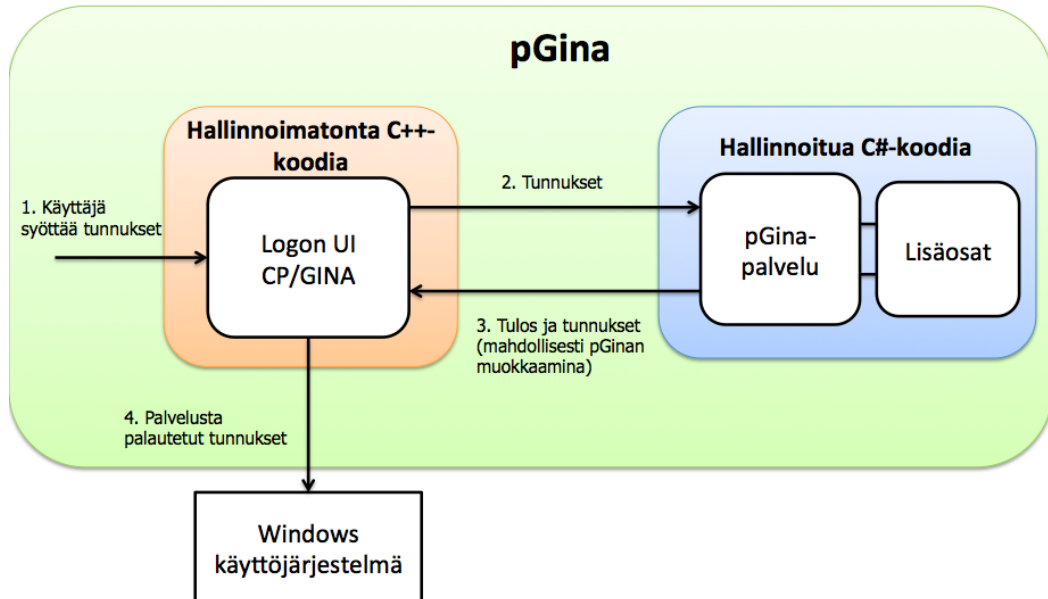 pGina
Hallinnoimatonta C++-
koodia
Hallinnoitua C#-koodia
1. Käyttäjä
syöttää tunnukset
Logon UI
CP/GINA
2. Tunnukset
pGina-
palvelu
Lisäosat
3. Tulos ja tunnukset
(mahdollisesti pGinan
muokkaamina)
4. Palvelusta
palautetut tunnukset
Windows
käyttöjärjestelmä